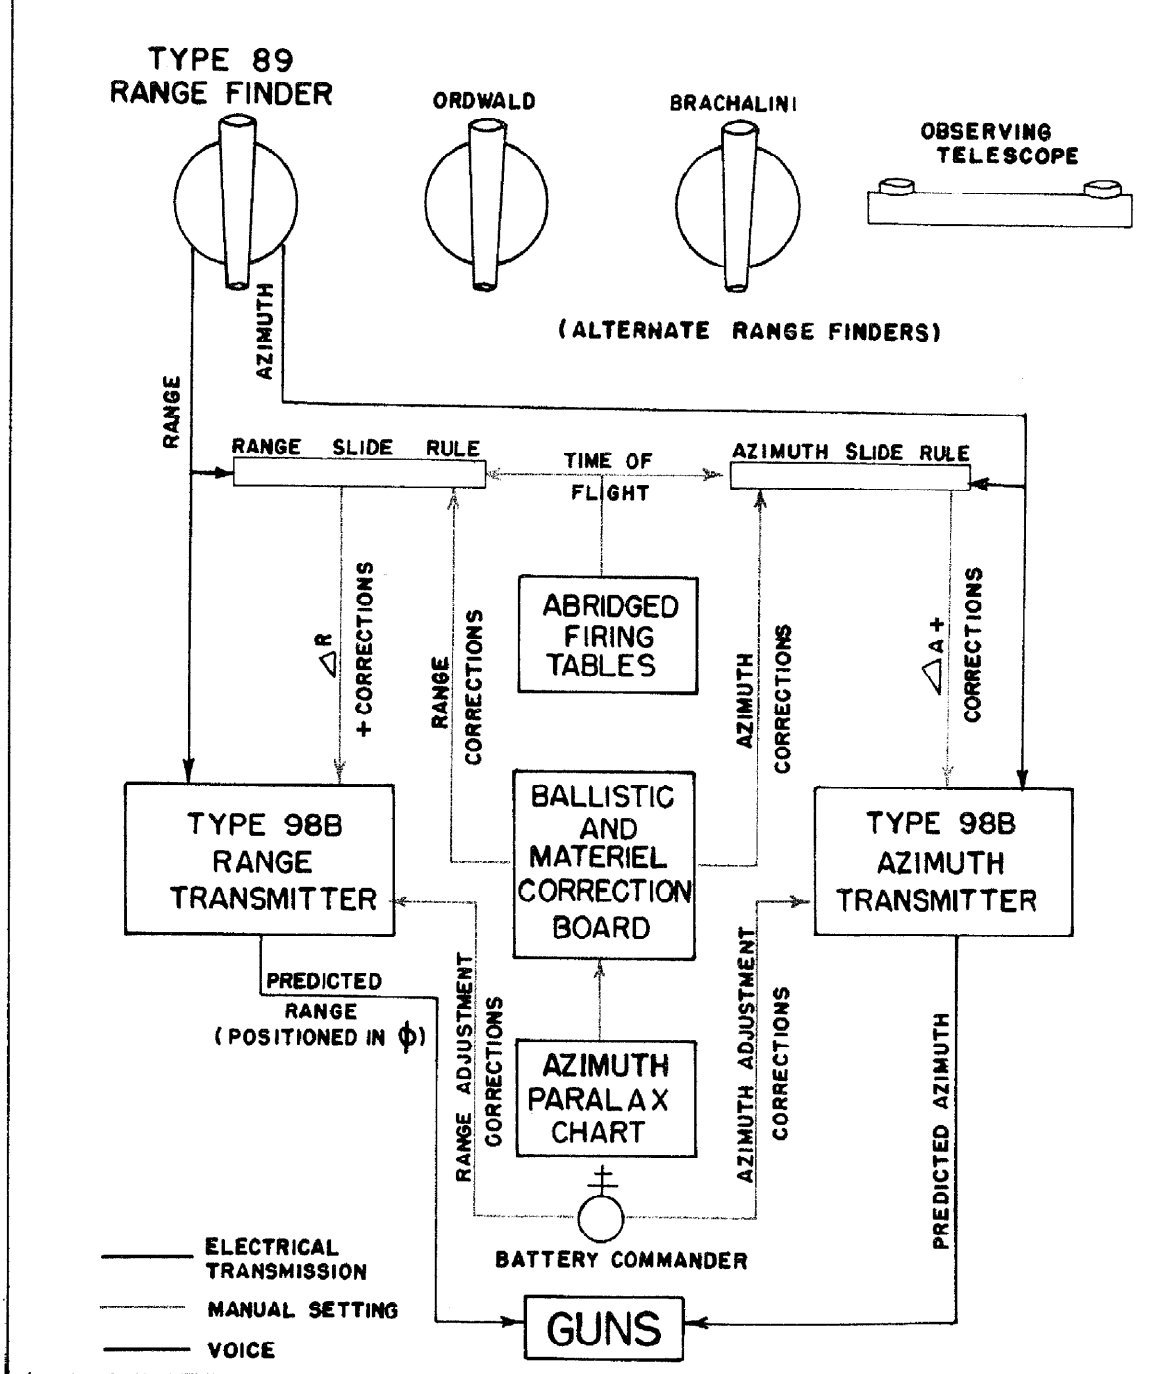 TYPE 89
RANGE FINDER
ORDWALD
BRACHALINI
OBSERVING
TELESCOPE
(ALTERNATE RANGE FINDERS)
RANGE
AZIMUTH
RANGE SLIDE RULE
TIME OF
FLIGHT
AZIMUTH SLIDE RULE
△R
+CORRECTIONS
RANGE
CORRECTIONS
ABRIDGED
FIRING
TABLES
AZIMUTH
CORRECTIONS
△A+
CORRECTIONS
TYPE 98B
RANGE
TRANSMITTER
BALLISTIC
AND
MATERIEL
CORRECTION
BOARD
TYPE 98B
AZIMUTH
TRANSMITTER
PREDICTED
RANGE
(POSITIONED IN ϕ)
RANGE ADJUSTMENT
CORRECTIONS
AZIMUTH
PARALAX
CHART
AZIMUTH ADJUSTMENT
CORRECTIONS
PREDICTED AZIMUTH
BATTERY COMMANDER
ELECTRICAL
TRANSMISSION
MANUAL SETTING
VOICE
GUNS